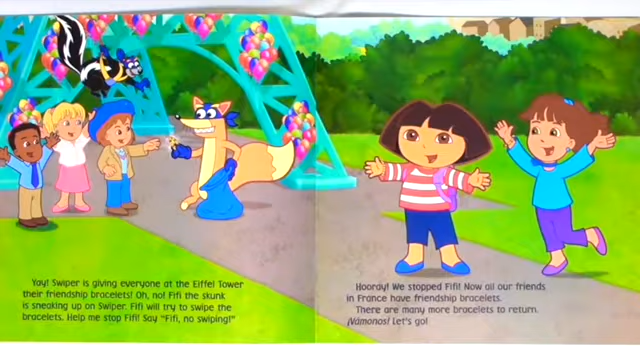 Yay! Swiper is giving everyone at the Eiffel Tower
their friendship bracelets! Oh, no! Fifi the skunk
is sneaking up on Swiper. Fifi will try to swipe the
bracelets. Help me stop Fifi! Say "Fifi, no swiping!"
Hooray! We stopped Fifi! Now all our friends
in France have friendship bracelets.
There are many more bracelets to return.
¡Vámonos! Let's go!